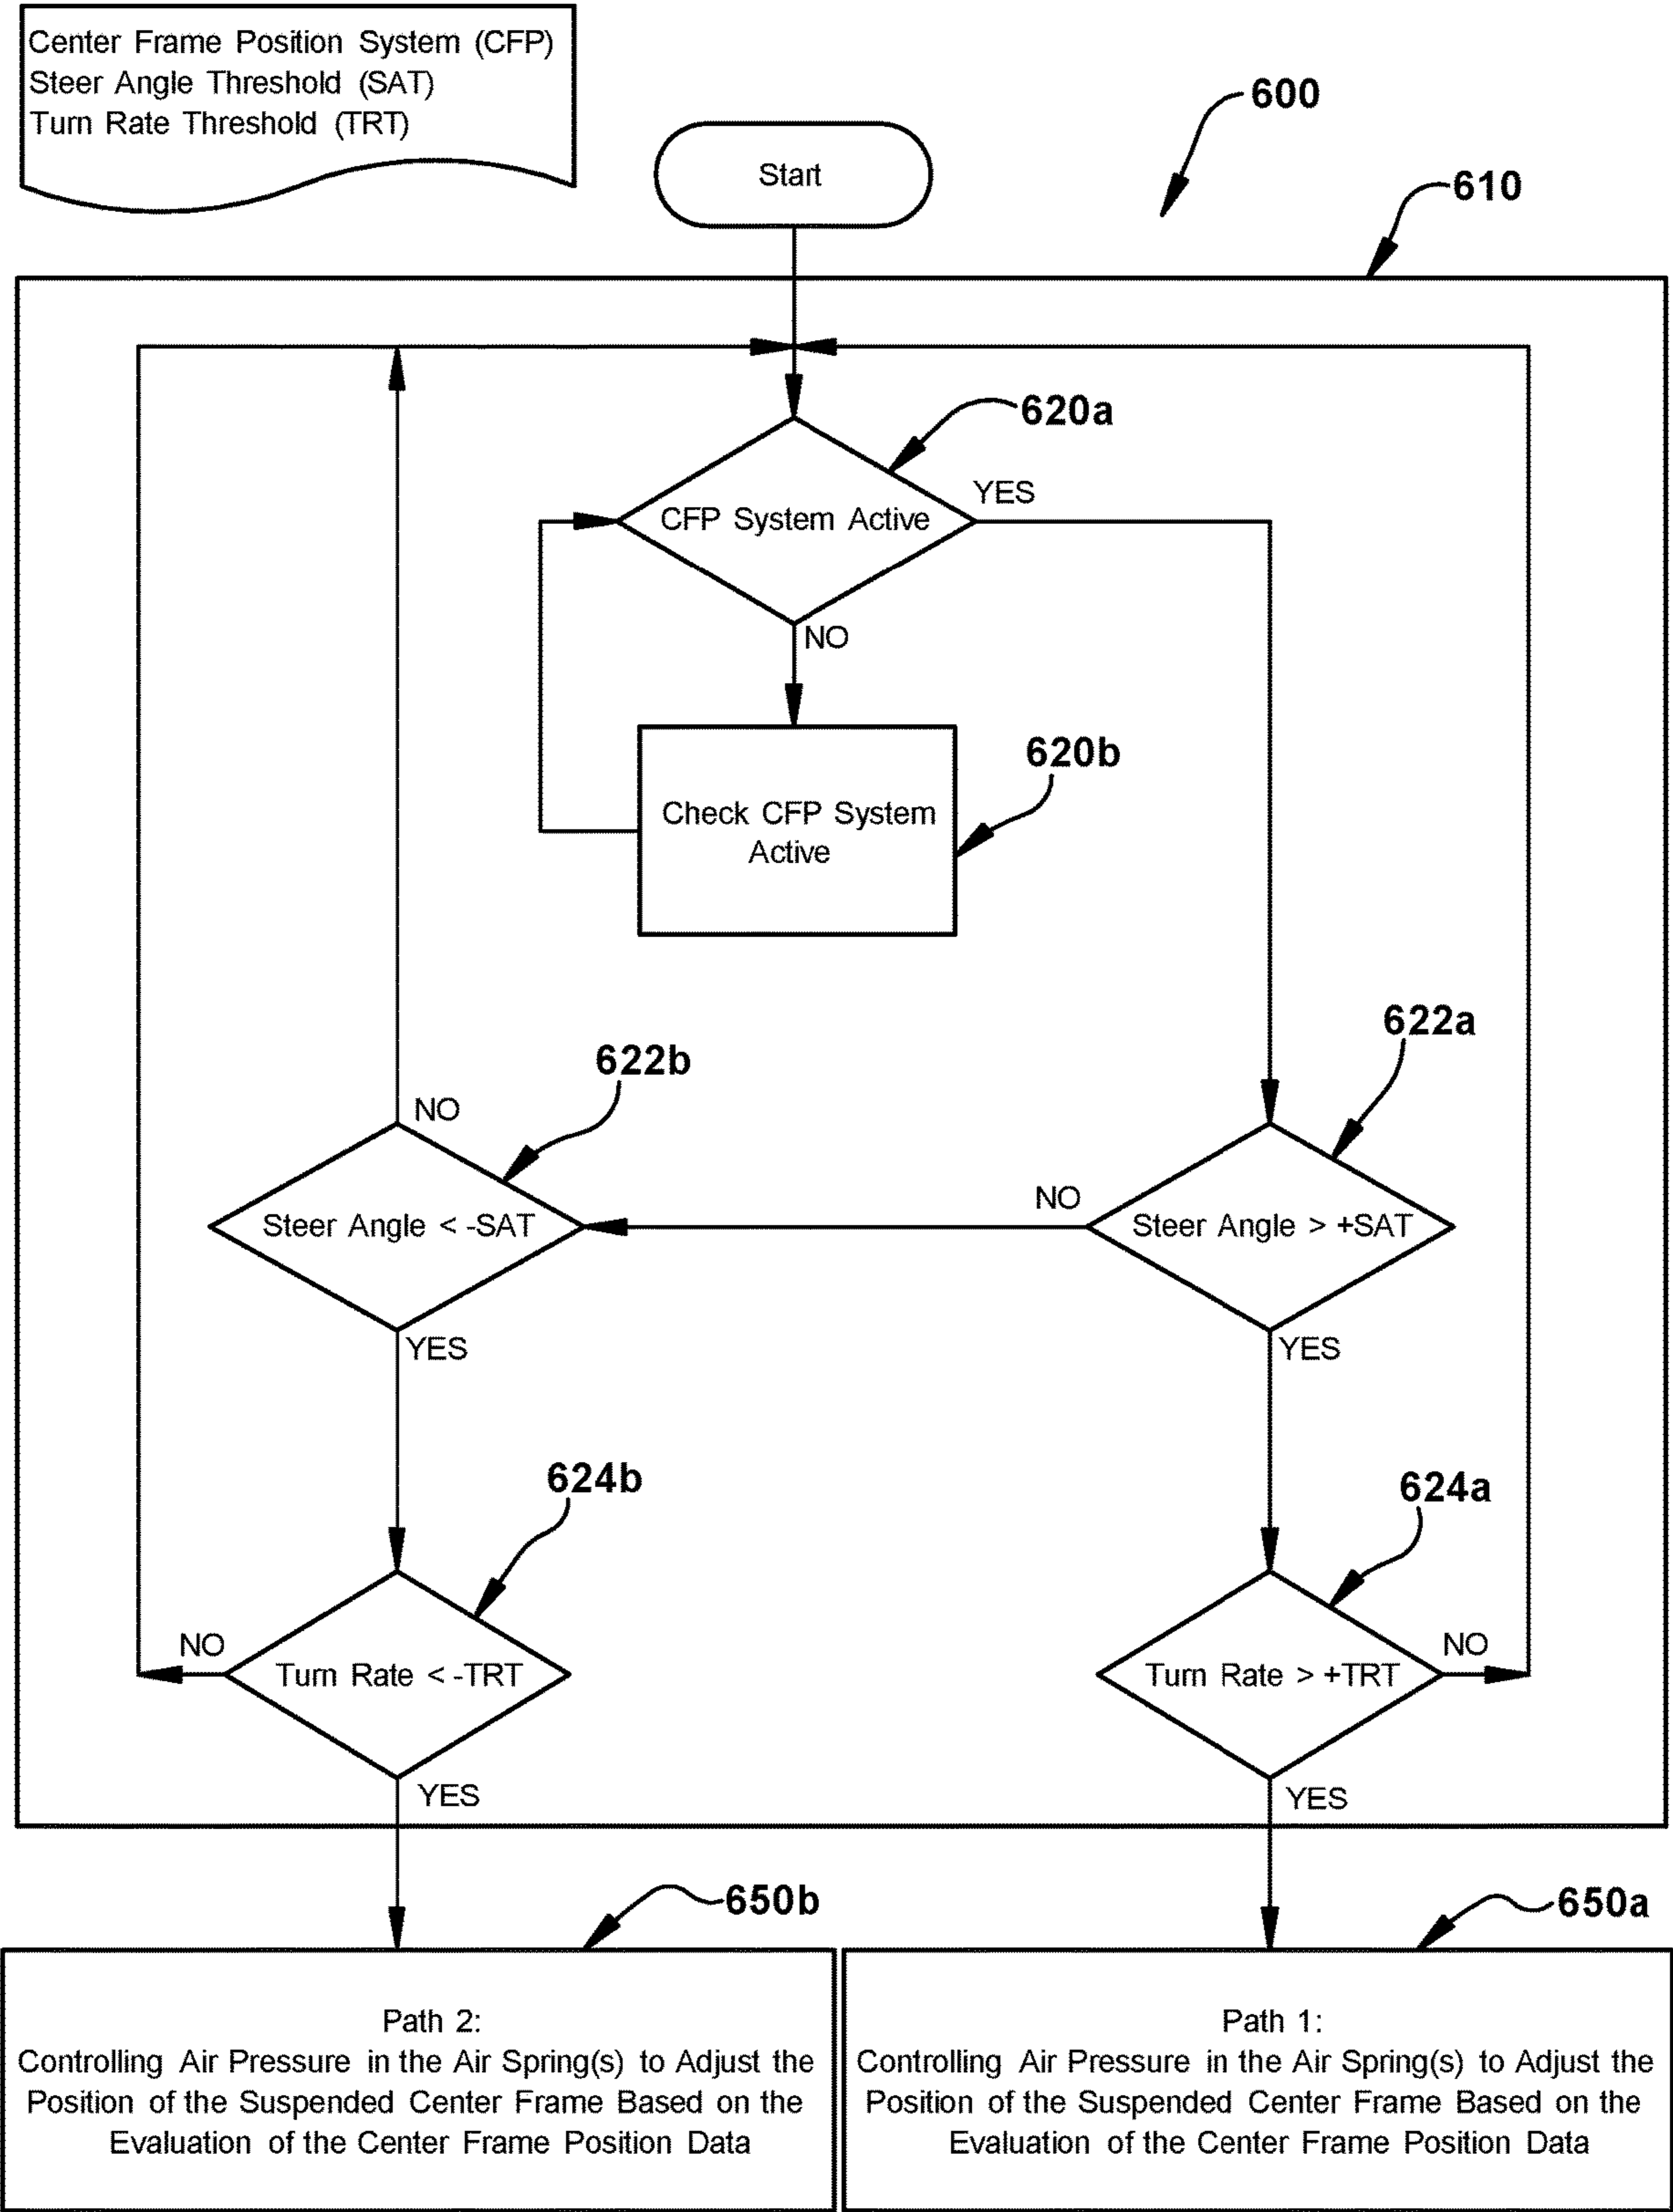 Center Frame Position System (CFP)
Steer Angle Threshold (SAT)
Turn Rate Threshold (TRT)
600
Start
610
620a
YES
CFP System Active
NO
620b
Check CFP System
Active
622a
622b
NO
NO
Steer Angle < -SAT
Steer Angle > +SAT
YES
YES
624b
624a
NO
NO
Turn Rate < -TRT
Turn Rate > +TRT
YES
YES
650b
650a
Path 2:
Controlling Air Pressure in the Air Spring(s) to Adjust the
Position of the Suspended Center Frame Based on the
Evaluation of the Center Frame Position Data
Path 1:
Controlling Air Pressure in the Air Spring(s) to Adjust the
Position of the Suspended Center Frame Based on the
Evaluation of the Center Frame Position Data